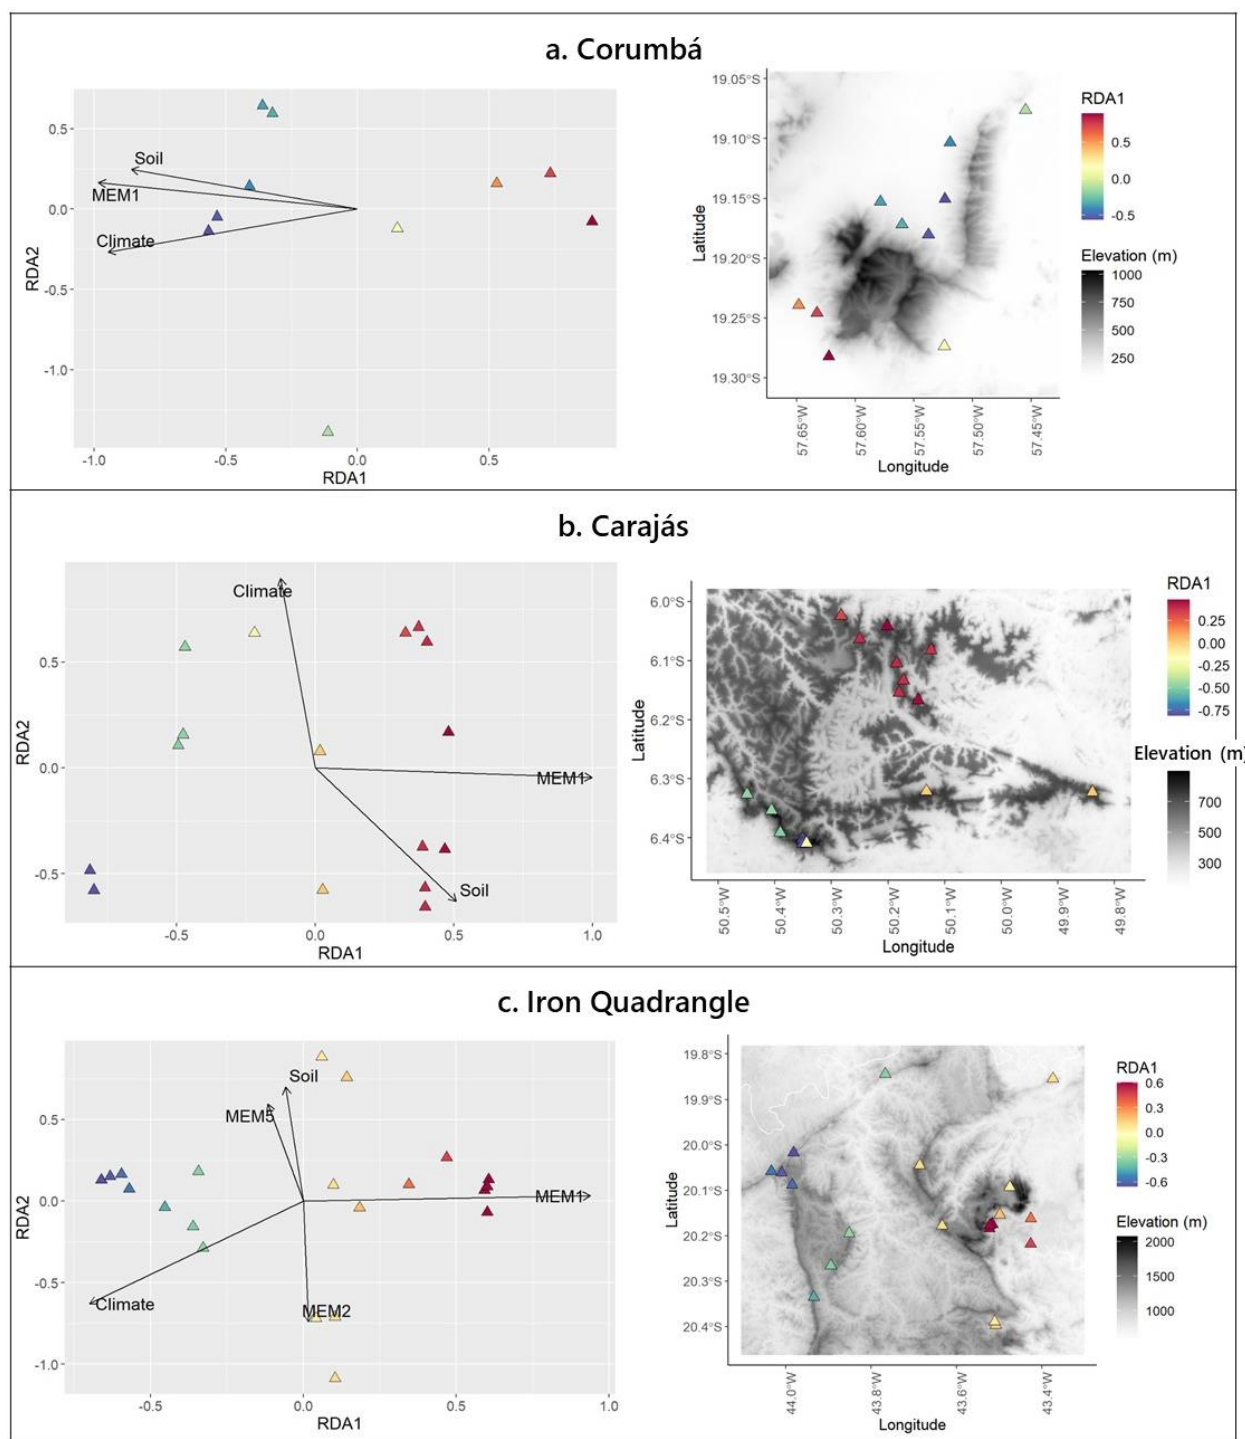 a. Corumbá
0.5
0.0
-0.5
-1.0
RDA2
Soil
MEM1
Climate
-1.0
-0.5
0.0
0.5
RDA1
19.05°S
19.10°S
19.15°S
19.20°S
19.25°S
19.30°S
Latitude
57.65°W
57.60°W
57.55°W
57.50°W
57.45°W
Longitude
RDA1
0.5
0.0
-0.5
Elevation (m)
1000
750
500
250
b. Carajás
0.5
0.0
-0.5
RDA2
Climate
MEM1
Soil
-0.5
0.0
0.5
1.0
RDA1
6.0°S
6.1°S
6.2°S
6.3°S
6.4°S
Latitude
50.5°W
50.4°W
50.3°W
50.2°W
50.1°W
50.0°W
49.9°W
49.8°W
Longitude
RDA1
0.25
0.00
-0.25
-0.50
-0.75
Elevation (m)
700
500
300
c. Iron Quadrangle
0.5
0.0
-0.5
-1.0
RDA2
Soil
MEM5
MEM1
Climate
MEM2
-0.5
0.0
0.5
1.0
RDA1
19.8°S
19.9°S
20.0°S
20.1°S
20.2°S
20.3°S
20.4°S
Latitude
44.0°W
43.8°W
43.6°W
43.4°W
Longitude
RDA1
0.6
0.3
0.0
-0.3
-0.6
Elevation (m)
2000
1500
1000